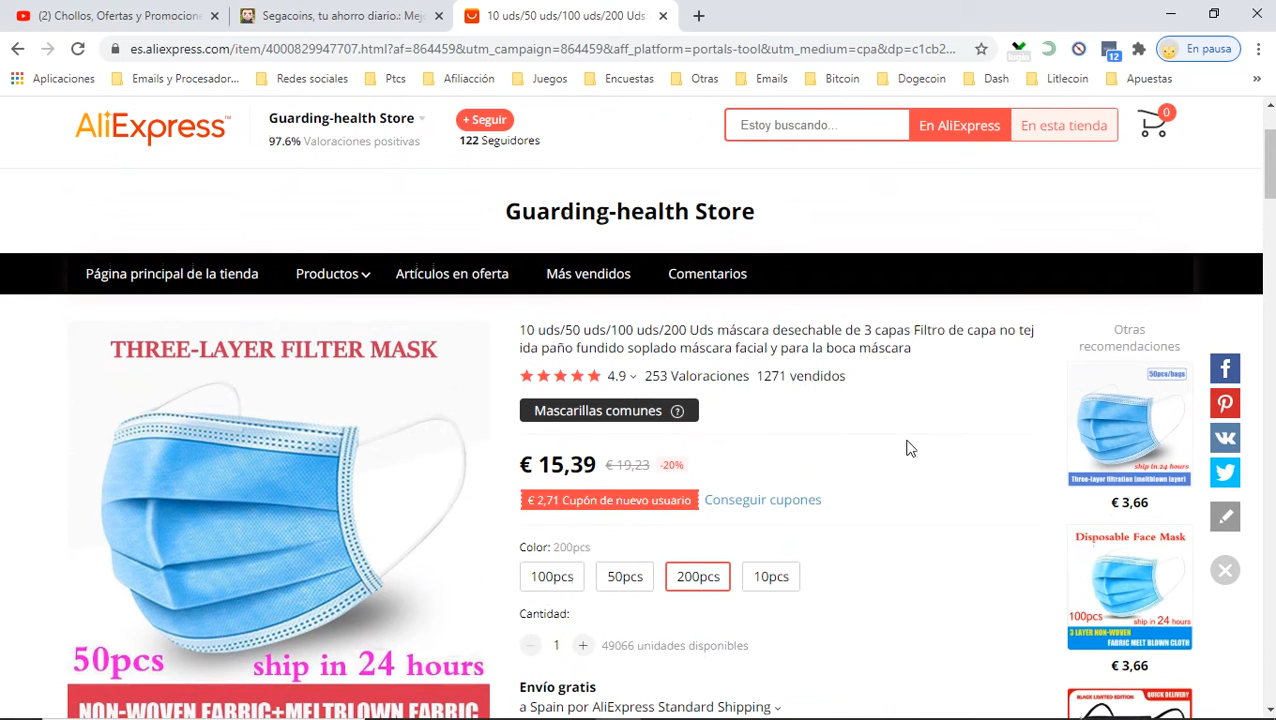 (2) Chollos, Ofertas y Promocione
Segacoins, tu ahorro diario.: Mejo
10 uds/50 uds/100 uds/200 Uds
es.aliexpress.com/item/4000829947707.html?af=864459&utm_campaign=864459&aff_platform=portals-tool&utm_medium=cpa&dp=c1cb2...
12
En pausa
Aplicaciones
Emails y Procesador...
Redes sociales
Ptcs
Afiliacción
Juegos
Encuestas
Otras
Emails
Bitcoin
Dogecoin
Dash
Litlecoin
Apuestas
»
AliExpress
Guarding-health Store
97.6% Valoraciones positivas
+ Seguir
122 Seguidores
Estoy buscando...
En AliExpress
En esta tienda
0
Guarding-health Store
Página principal de la tienda
Productos
Artículos en oferta
Más vendidos
Comentarios
THREE-LAYER FILTER MASK
50pcs
ship in 24 hours
NON-WOVEN FABRIC+MELTBLOWN FABRIC
10 uds/50 uds/100 uds/200 Uds máscara desechable de 3 capas Filtro de capa no tej
ida paño fundido soplado máscara facial y para la boca máscara
4.9 253 Valoraciones 1271 vendidos
Mascarillas comunes ?
€ 15,39 € 19,23 -20%
€ 2,71 Cupón de nuevo usuario Conseguir cupones
Color: 200pcs
100pcs
50pcs
200pcs
10pcs
Cantidad:
− 1 + 49066 unidades disponibles
Envío gratis
a Spain por AliExpress Standard Shipping
Otras
recomendaciones
50pcs/bags
ship in 24 hours
Three-layer filtration [meltblown layer]
€ 3,66
Disposable Face Mask
100pcs
ship in 24 hours
3 LAYER NON-WOVEN
FABRIC MELT BLOWN CLOTH
€ 3,66
BLACK LIMITED EDITION
QUICK DELIVERY